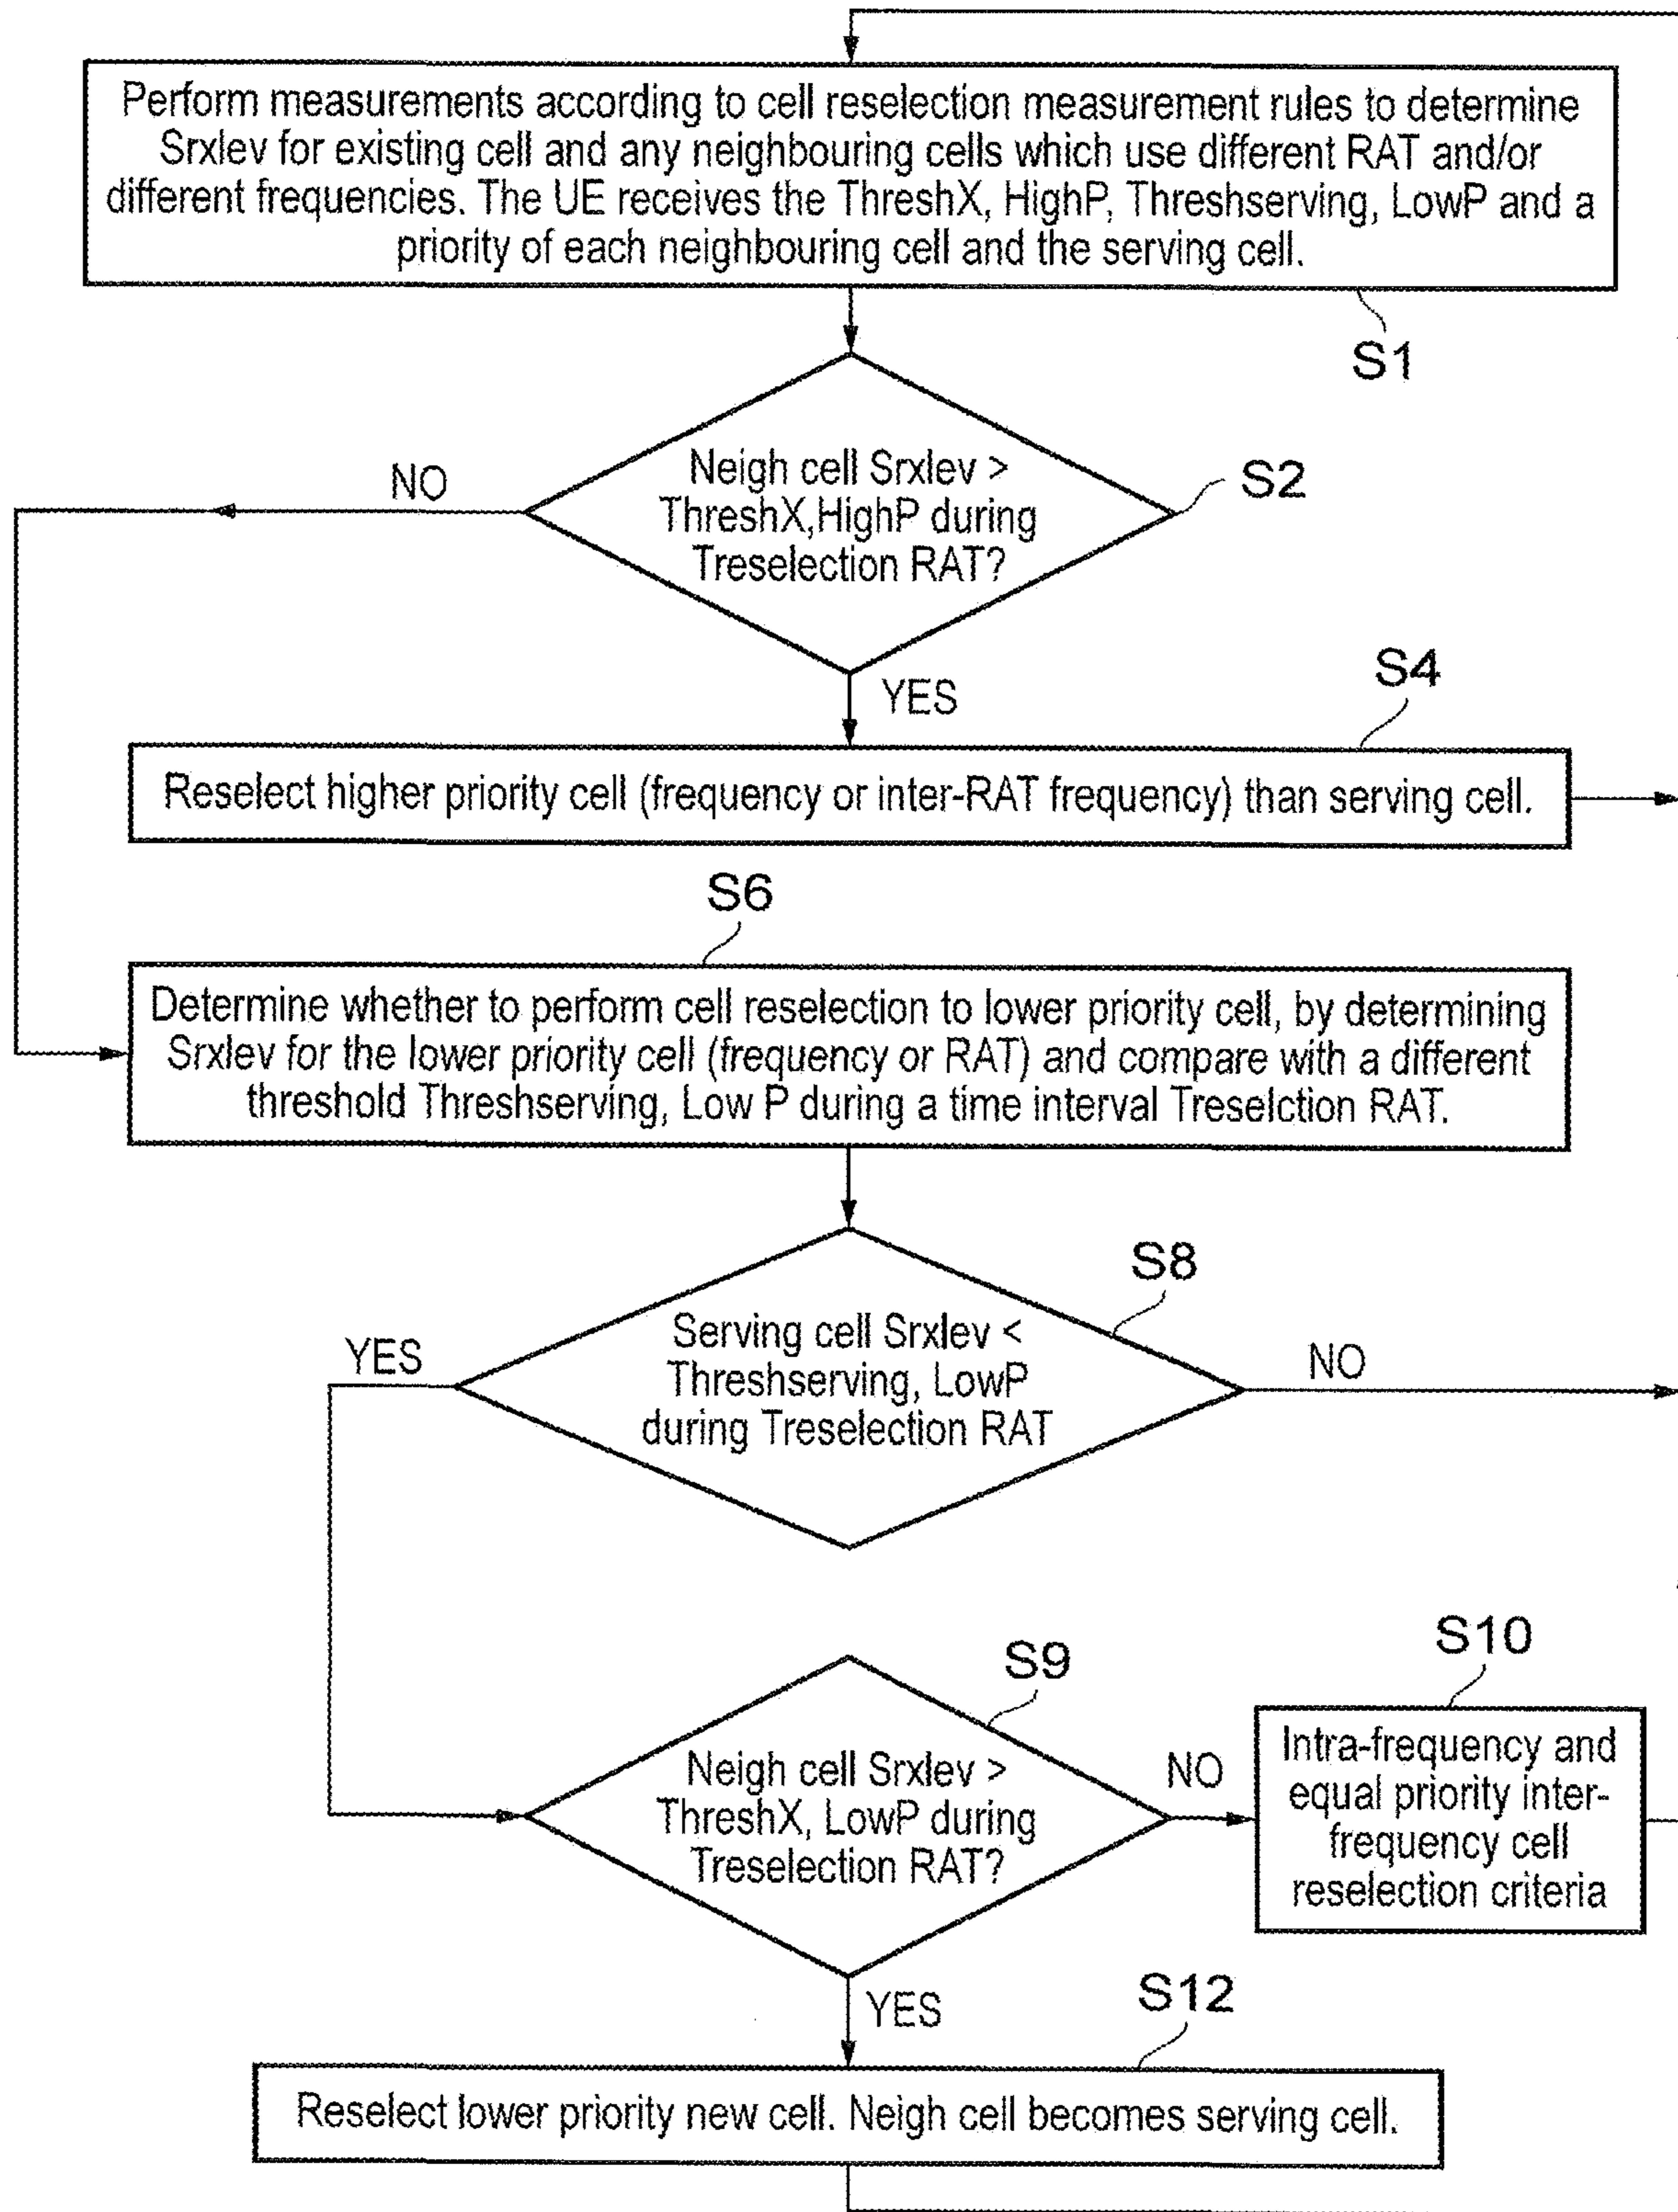 Perform measurements according to cell reselection measurement rules to determine
Srxlev for existing cell and any neighbouring cells which use different RAT and/or
different frequencies. The UE receives the ThreshX, HighP, Threshserving, LowP and a
priority of each neighbouring cell and the serving cell.
S1
Neigh cell Srxlev >
ThreshX,HighP during
Treselection RAT?
S2
NO
YES
S4
Reselect higher priority cell (frequency or inter-RAT frequency) than serving cell.
S6
Determine whether to perform cell reselection to lower priority cell, by determining
Srxlev for the lower priority cell (frequency or RAT) and compare with a different
threshold Threshserving, Low P during a time interval Treselction RAT.
S8
Serving cell Srxlev <
Threshserving, LowP
during Treselection RAT
YES
NO
S9
Neigh cell Srxlev >
ThreshX, LowP during
Treselection RAT?
NO
S10
Intra-frequency and
equal priority inter-
frequency cell
reselection criteria
YES
S12
Reselect lower priority new cell. Neigh cell becomes serving cell.